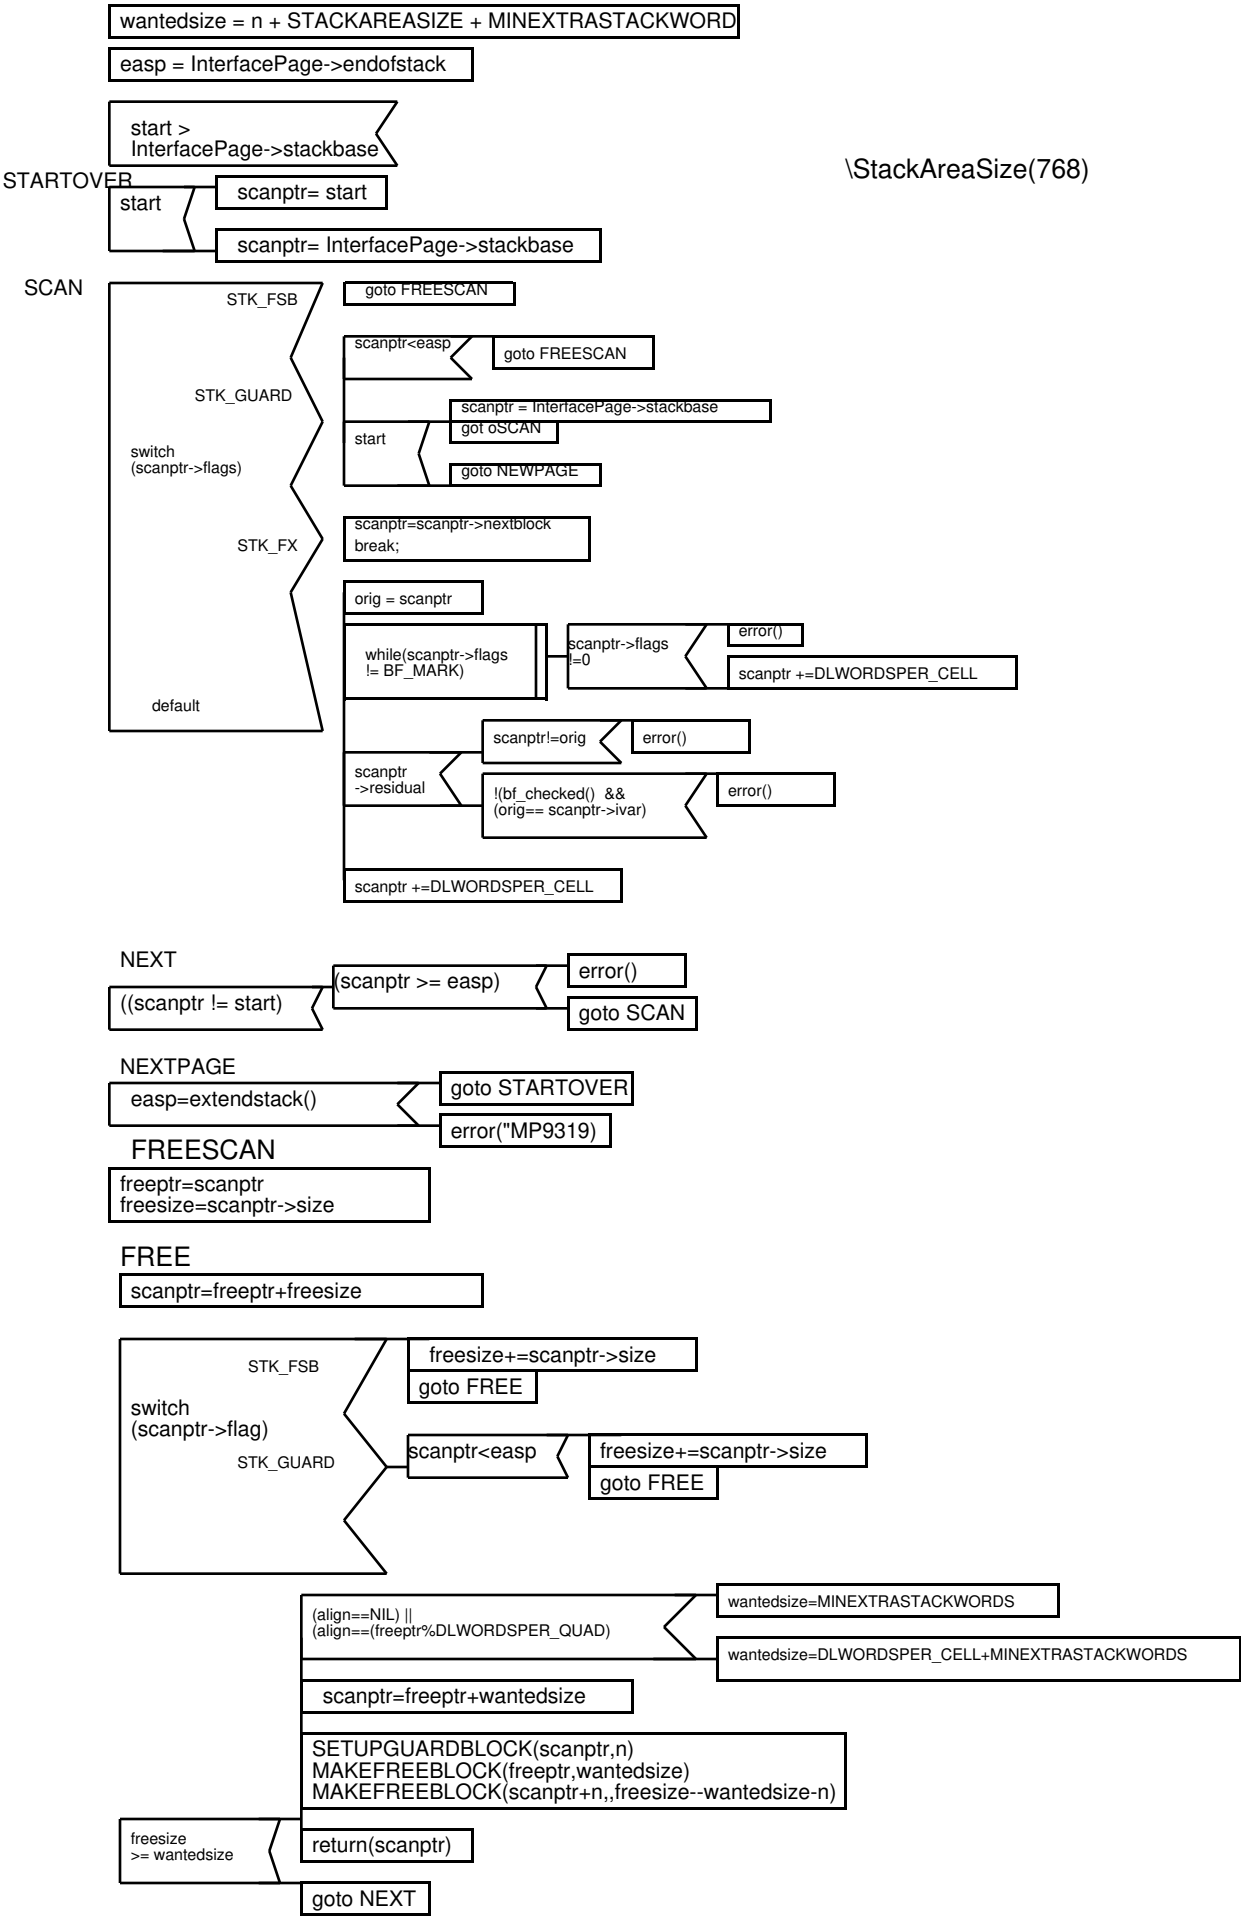 wantedsize = n + STACKAREASIZE + MINEXTRASTACKWORD
easp = InterfacePage->endofstack
start >
InterfacePage->stackbase
\StackAreaSize(768)
STARTOVER
start
scanptr= start
scanptr= InterfacePage->stackbase
SCAN
STK_FSB
goto FREESCAN
scanptr<easp
goto FREESCAN
STK_GUARD
scanptr = InterfacePage->stackbase
got oSCAN
start
goto NEWPAGE
switch
(scanptr->flags)
STK_FX
scanptr=scanptr->nextblock
break;
orig = scanptr
while(scanptr->flags
!= BF_MARK)
scanptr->flags
!=0
error()
scanptr +=DLWORDSPER_CELL
default
scanptr!=orig
error()
scanptr
->residual
!(bf_checked()  &&
(orig== scanptr->ivar)
error()
scanptr +=DLWORDSPER_CELL
NEXT
((scanptr != start)
(scanptr >= easp)
error()
goto SCAN
NEXTPAGE
easp=extendstack()
goto STARTOVER
error("MP9319)
FREESCAN
freeptr=scanptr
freesize=scanptr->size
FREE
scanptr=freeptr+freesize
STK_FSB
freesize+=scanptr->size
goto FREE
switch
(scanptr->flag)
STK_GUARD
scanptr<easp
freesize+=scanptr->size
goto FREE
(align==NIL) ||
(align==(freeptr%DLWORDSPER_QUAD)
wantedsize=MINEXTRASTACKWORDS
wantedsize=DLWORDSPER_CELL+MINEXTRASTACKWORDS
scanptr=freeptr+wantedsize
SETUPGUARDBLOCK(scanptr,n)
MAKEFREEBLOCK(freeptr,wantedsize)
MAKEFREEBLOCK(scanptr+n,,freesize--wantedsize-n)
freesize
>= wantedsize
return(scanptr)
goto NEXT